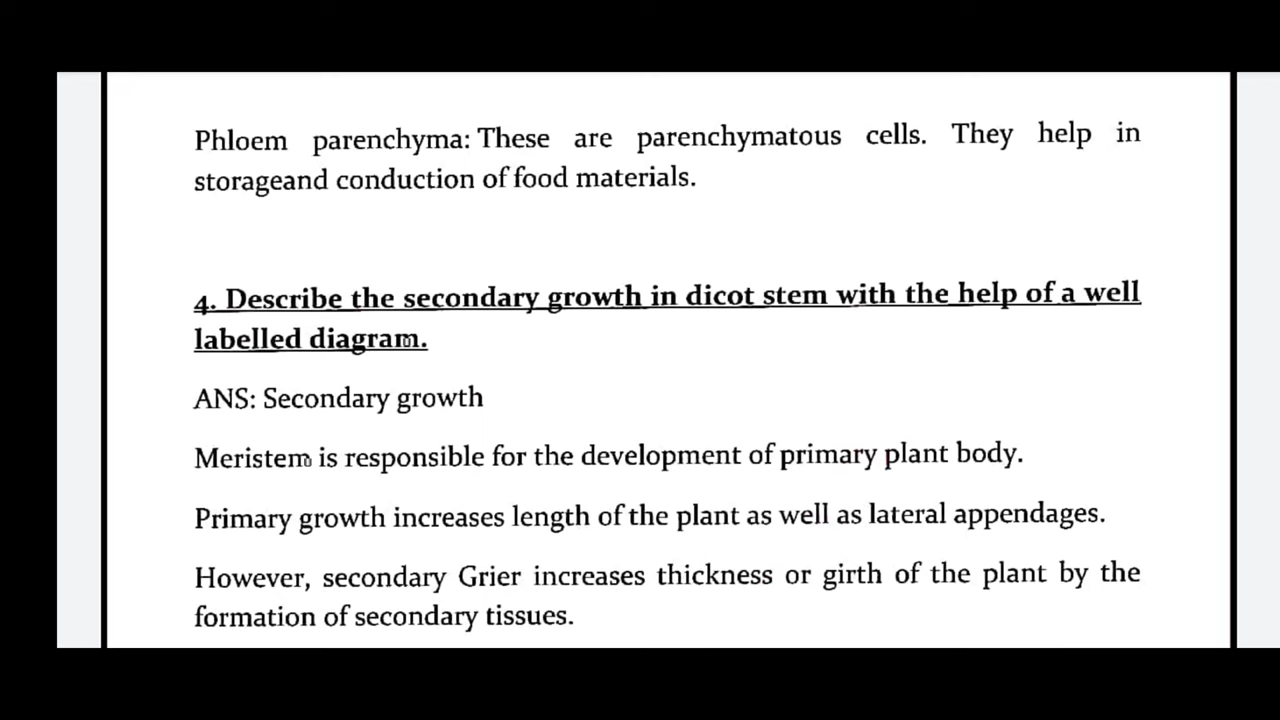 Phloem parenchyma: These are parenchymatous cells. They help in
storageand conduction of food materials.
4. Describe the secondary growth in dicot stem with the help of a well
labelled diagram.
ANS: Secondary growth
Meristem is responsible for the development of primary plant body.
Primary growth increases length of the plant as well as lateral appendages.
However, secondary Grier increases thickness or girth of the plant by the
formation of secondary tissues.